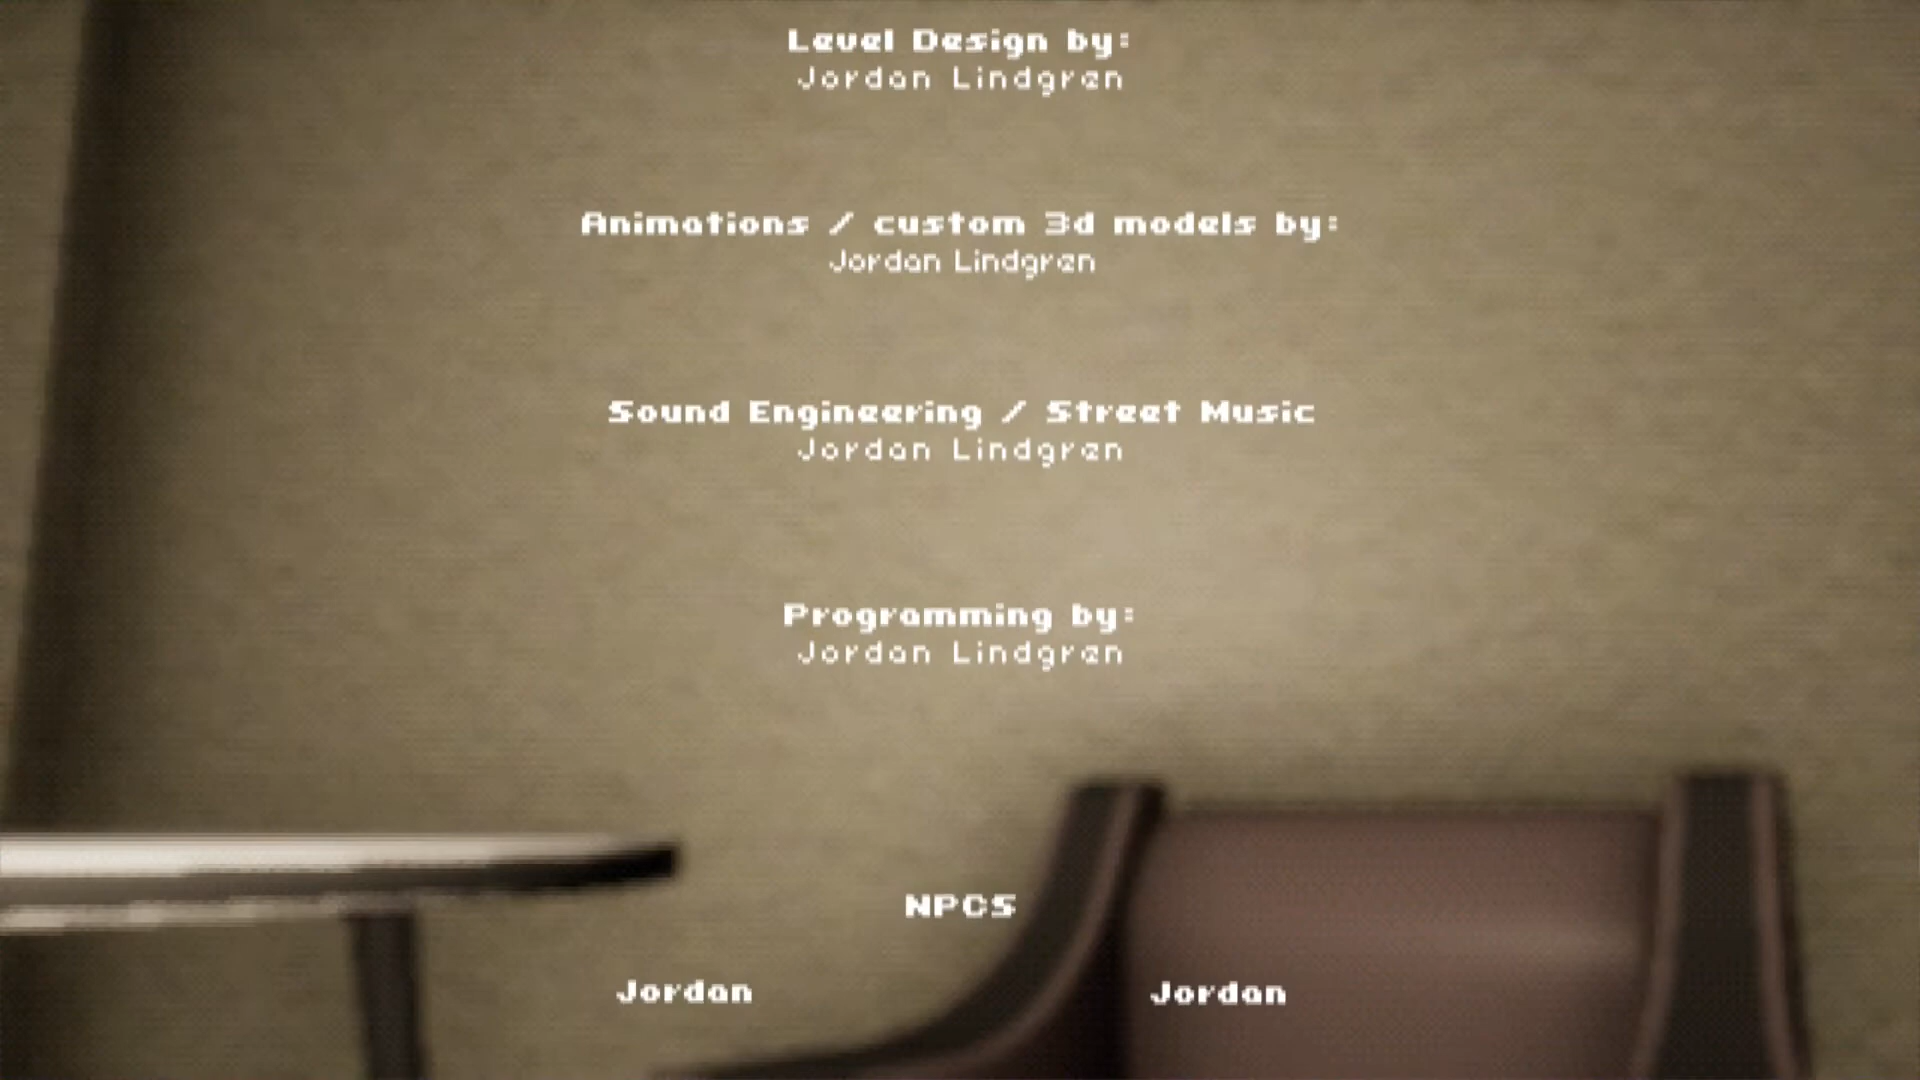 Level Design by:
Jordan Lindgren
Animations / custom 3d models by:
Jordan Lindgren
Sound Engineering / Street Music
Jordan Lindgren
Programming by:
Jordan Lindgren
NPCS
Jordan Jordan